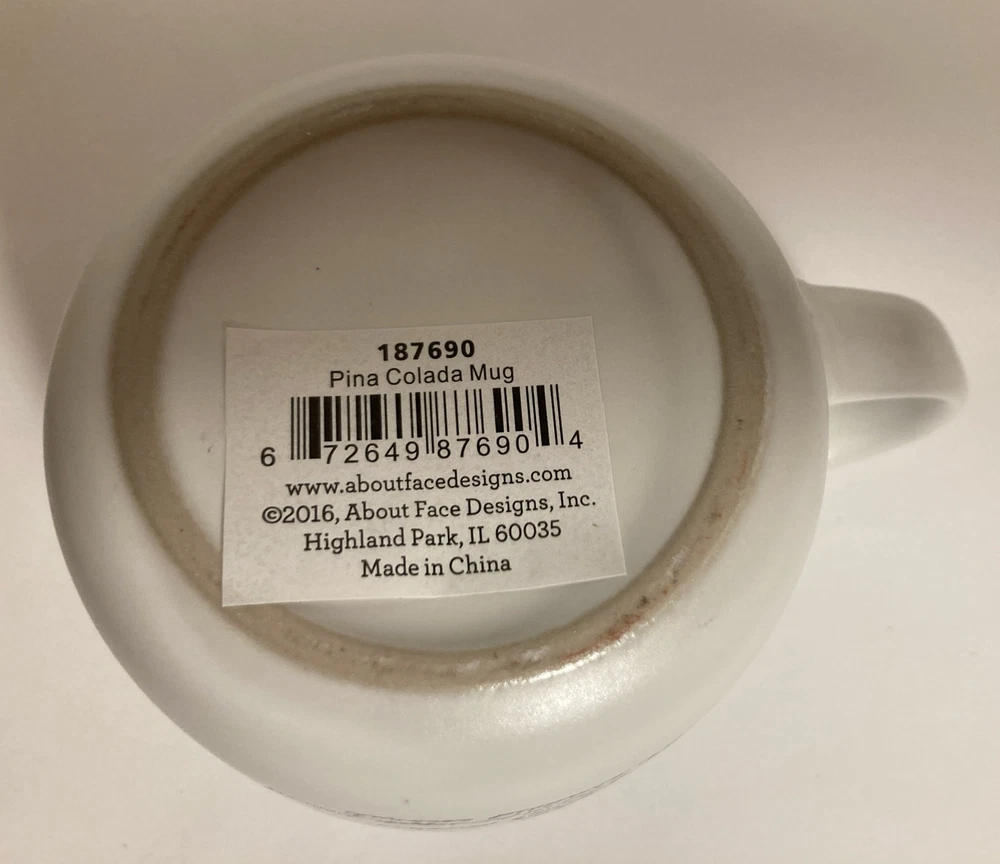 187690
Pina Colada Mug
6 72649 87690 4
www.aboutfacedesigns.com
©2016, About Face Designs, Inc.
Highland Park, IL 60035
Made in China